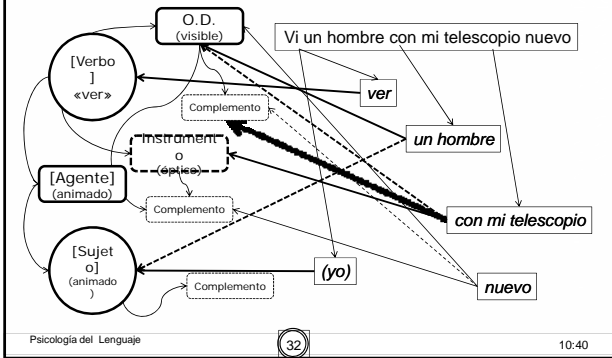 O.D.
(visible)
Vi un hombre con mi telescopio nuevo
[Verbo
]
«ver»
ver
Complemento
un hombre
Instrument
o
(óptico)
[Agente]
(animado)
Complemento
con mi telescopio
[Sujet
o]
(animado
)
(yo)
Complemento
nuevo
Psicología del Lenguaje
32
10:40